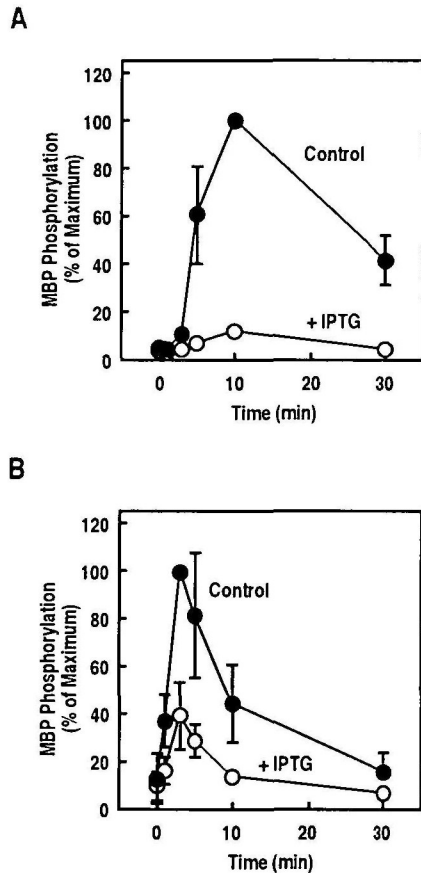 A
120
100
80
60
40
20
0
MBP Phosphorylation
(% of Maximum)
Control
+ IPTG
0 10 20 30
Time (min)
B
120
100
80
60
40
20
0
MBP Phosphorylation
(% of Maximum)
Control
+ IPTG
0 10 20 30
Time (min)